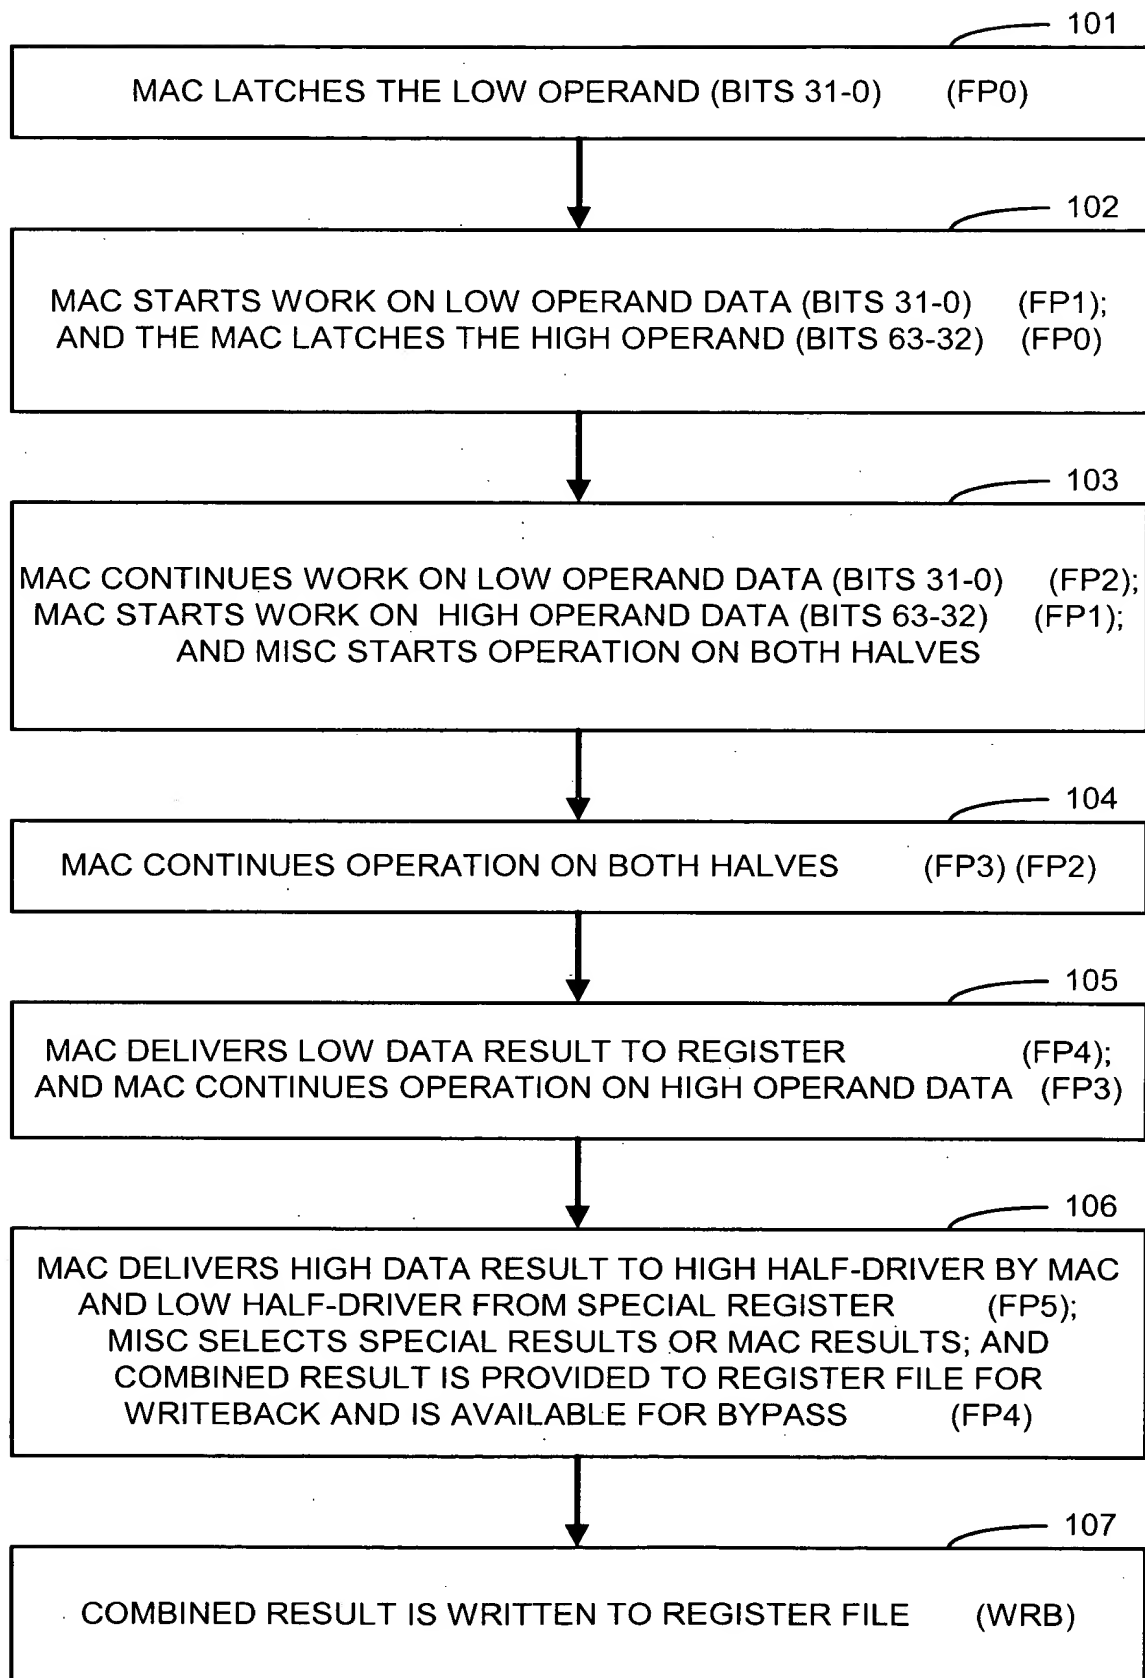 101
MAC LATCHES THE LOW OPERAND (BITS 31-0) (FP0)
102
MAC STARTS WORK ON LOW OPERAND DATA (BITS 31-0) (FP1);
AND THE MAC LATCHES THE HIGH OPERAND (BITS 63-32) (FP0)
103
MAC CONTINUES WORK ON LOW OPERAND DATA (BITS 31-0) (FP2);
MAC STARTS WORK ON HIGH OPERAND DATA (BITS 63-32) (FP1);
AND MISC STARTS OPERATION ON BOTH HALVES
104
MAC CONTINUES OPERATION ON BOTH HALVES (FP3) (FP2)
105
MAC DELIVERS LOW DATA RESULT TO REGISTER (FP4);
AND MAC CONTINUES OPERATION ON HIGH OPERAND DATA (FP3)
106
MAC DELIVERS HIGH DATA RESULT TO HIGH HALF-DRIVER BY MAC
AND LOW HALF-DRIVER FROM SPECIAL REGISTER (FP5);
MISC SELECTS SPECIAL RESULTS OR MAC RESULTS; AND
COMBINED RESULT IS PROVIDED TO REGISTER FILE FOR
WRITEBACK AND IS AVAILABLE FOR BYPASS (FP4)
107
COMBINED RESULT IS WRITTEN TO REGISTER FILE (WRB)